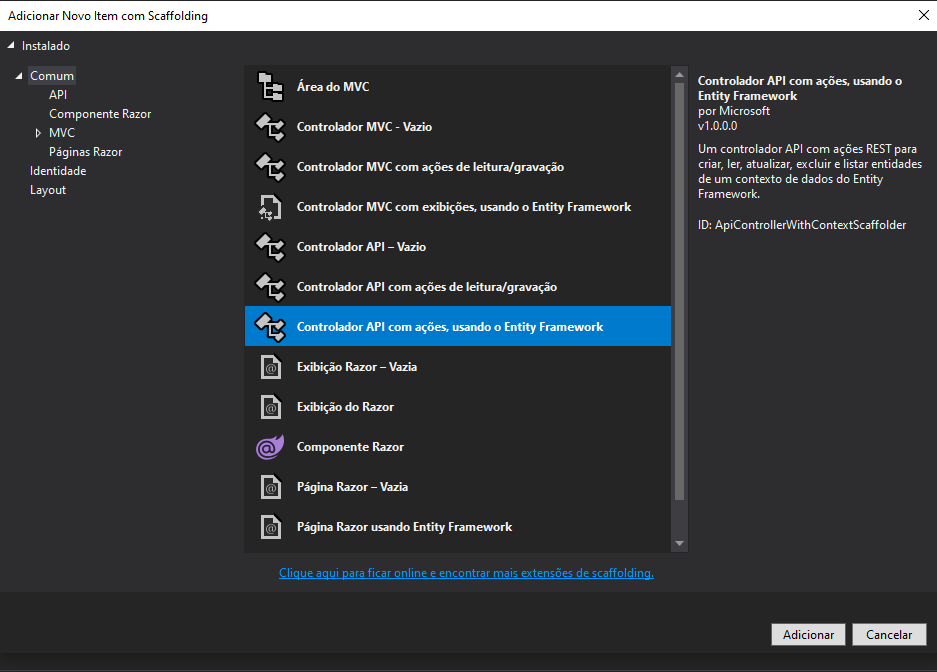 Adicionar Novo Item com Scaffolding
Instalado
Comum
API
Componente Razor
MVC
Páginas Razor
Identidade
Layout
Área do MVC
Controlador MVC - Vazio
Controlador MVC com ações de leitura/gravação
Controlador MVC com exibições, usando o Entity Framework
Controlador API – Vazio
Controlador API com ações de leitura/gravação
Controlador API com ações, usando o Entity Framework
Exibição Razor – Vazia
Exibição do Razor
Componente Razor
Página Razor – Vazia
Página Razor usando Entity Framework
Clique aqui para ficar online e encontrar mais extensões de scaffolding.
Controlador API com ações, usando o
Entity Framework
por Microsoft
v1.0.0.0
Um controlador API com ações REST para
criar, ler, atualizar, excluir e listar entidades
de um contexto de dados do Entity
Framework.
ID: ApiControllerWithContextScaffolder
Adicionar
Cancelar